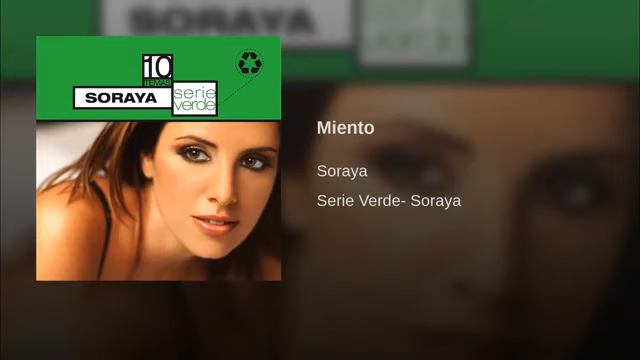 10
TEMAS
SORAYA
serie
verde
Miento
Soraya
Serie Verde- Soraya